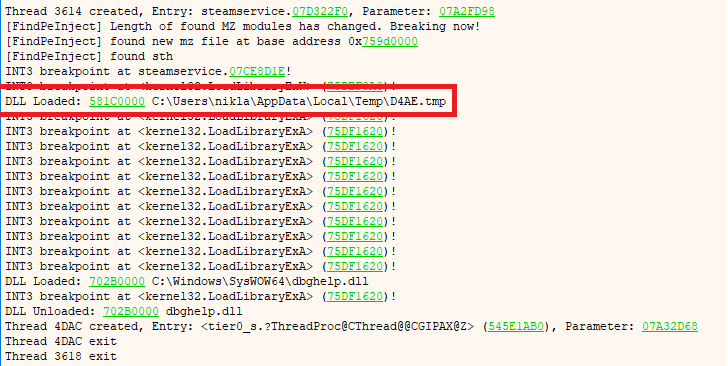 Thread 3614 created, Entry: steamservice.07D322F0, Parameter: 07A2FD98
[FindPeInject] Length of found MZ modules has changed. Breaking now!
[FindPeInject] found new mz file at base address 0x759d0000
[FindPeInject] found sth
INT3 breakpoint at steamservice.07CE8D1E!
INT3 breakpoint at
DLL Loaded: 581C0000 C:\Users\nikla\AppData\Local\Temp\D4AE.tmp
INT3 breakpoint at <kernel32.LoadLibraryExA> (75DF1620)!
INT3 breakpoint at <kernel32.LoadLibraryExA> (75DF1620)!
INT3 breakpoint at <kernel32.LoadLibraryExA> (75DF1620)!
INT3 breakpoint at <kernel32.LoadLibraryExA> (75DF1620)!
INT3 breakpoint at <kernel32.LoadLibraryExA> (75DF1620)!
INT3 breakpoint at <kernel32.LoadLibraryExA> (75DF1620)!
INT3 breakpoint at <kernel32.LoadLibraryExA> (75DF1620)!
INT3 breakpoint at <kernel32.LoadLibraryExA> (75DF1620)!
INT3 breakpoint at <kernel32.LoadLibraryExA> (75DF1620)!
INT3 breakpoint at <kernel32.LoadLibraryExA> (75DF1620)!
INT3 breakpoint at <kernel32.LoadLibraryExA> (75DF1620)!
DLL Loaded: 702B0000 C:\Windows\SysWOW64\dbghelp.dll
INT3 breakpoint at <kernel32.LoadLibraryExA> (75DF1620)!
DLL Unloaded: 702B0000 dbghelp.dll
Thread 4DAC created, Entry: <tier0_s.?ThreadProc@CThread@@CGIPAX@Z> (545E1AB0), Parameter: 07A32D68
Thread 4DAC exit
Thread 3618 exit